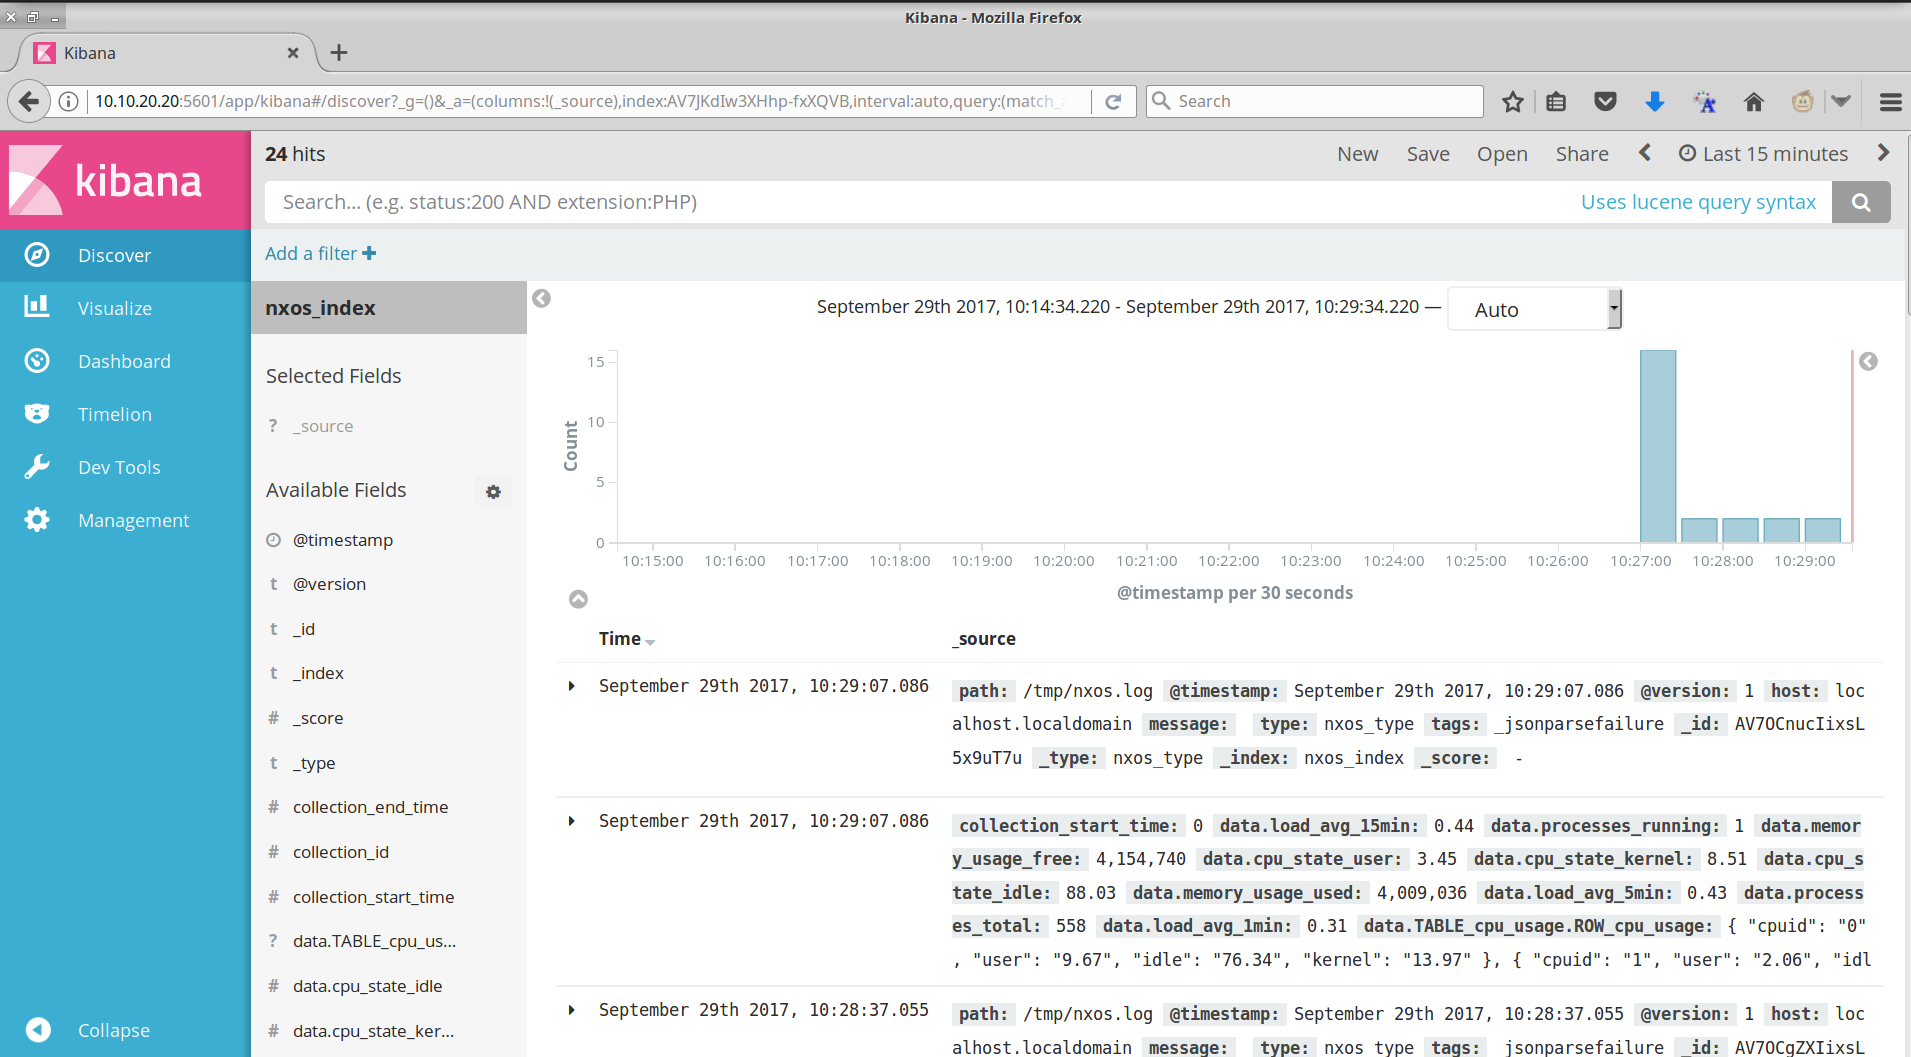 Kibana - Mozilla Firefox
Kibana
10.10.20.20:5601/app/kibana#/discover?_g=()&_a=(columns:!(_source),index:AV7JKdIw3XHhp-fxXQVB,interval:auto,query:(match_a
Search
kibana
24 hits
New Save Open Share Last 15 minutes
Search... (e.g. status:200 AND extension:PHP)
Uses lucene query syntax
Add a filter +
Discover
Visualize
Dashboard
Timelion
Dev Tools
Management
Collapse
nxos_index
Selected Fields
? _source
Available Fields
@timestamp
t @version
t _id
t _index
# _score
t _type
# collection_end_time
# collection_id
# collection_start_time
? data.TABLE_cpu_us...
# data.cpu_state_idle
# data.cpu_state_ker...
September 29th 2017, 10:14:34.220 - September 29th 2017, 10:29:34.220 — Auto
Count
15
10
5
0
10:15:00 10:16:00 10:17:00 10:18:00 10:19:00 10:20:00 10:21:00 10:22:00 10:23:00 10:24:00 10:25:00 10:26:00 10:27:00 10:28:00 10:29:00
@timestamp per 30 seconds
Time _source
September 29th 2017, 10:29:07.086
path: /tmp/nxos.log @timestamp: September 29th 2017, 10:29:07.086 @version: 1 host: loc
alhost.localdomain message: type: nxos_type tags: _jsonparsefailure _id: AV7OCnucIixsL
5x9uT7u _type: nxos_type _index: nxos_index _score: -
September 29th 2017, 10:29:07.086
collection_start_time: 0 data.load_avg_15min: 0.44 data.processes_running: 1 data.memor
y_usage_free: 4,154,740 data.cpu_state_user: 3.45 data.cpu_state_kernel: 8.51 data.cpu_s
tate_idle: 88.03 data.memory_usage_used: 4,009,036 data.load_avg_5min: 0.43 data.process
es_total: 558 data.load_avg_1min: 0.31 data.TABLE_cpu_usage.ROW_cpu_usage: { "cpuid": "0"
, "user": "9.67", "idle": "76.34", "kernel": "13.97" }, { "cpuid": "1", "user": "2.06", "idl
September 29th 2017, 10:28:37.055
path: /tmp/nxos.log @timestamp: September 29th 2017, 10:28:37.055 @version: 1 host: loc
alhost.localdomain message: type: nxos_type tags: _jsonparsefailure _id: AV7OCgZXIixsL